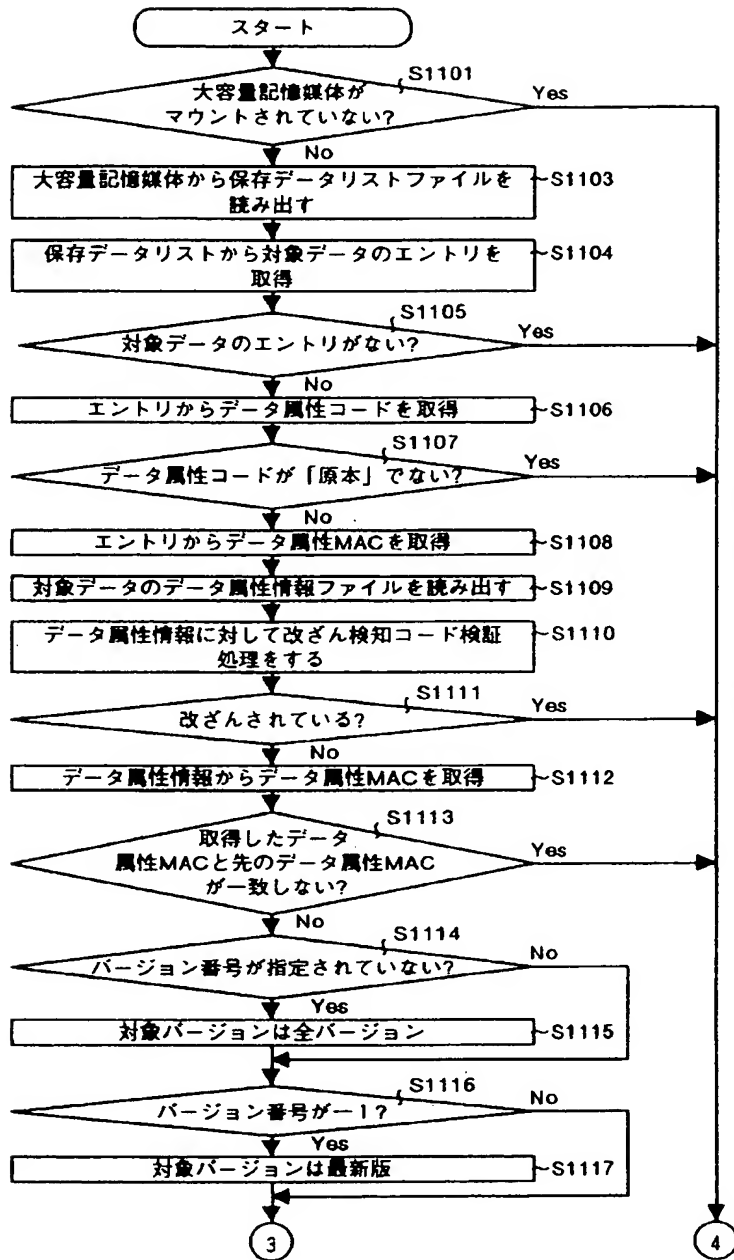 スタート
S1101
大容量記憶媒体が
マウントされていない?
Yes
No
大容量記憶媒体から保存データリストファイルを
読み出す
S1103
保存データリストから対象データのエントリを
取得
S1104
S1105
対象データのエントリがない?
Yes
No
エントリからデータ属性コードを取得
S1106
S1107
データ属性コードが「原本」でない?
Yes
No
エントリからデータ属性MACを取得
S1108
対象データのデータ属性情報ファイルを読み出す
S1109
データ属性情報に対して改ざん検知コード検証
処理をする
S1110
S1111
改ざんされている?
Yes
No
データ属性情報からデータ属性MACを取得
S1112
S1113
取得したデータ
属性MACと先のデータ属性MAC
が一致しない?
Yes
No
S1114
バージョン番号が指定されていない?
No
Yes
対象バージョンは全バージョン
S1115
S1116
バージョン番号が－1?
No
Yes
対象バージョンは最新版
S1117
3
4